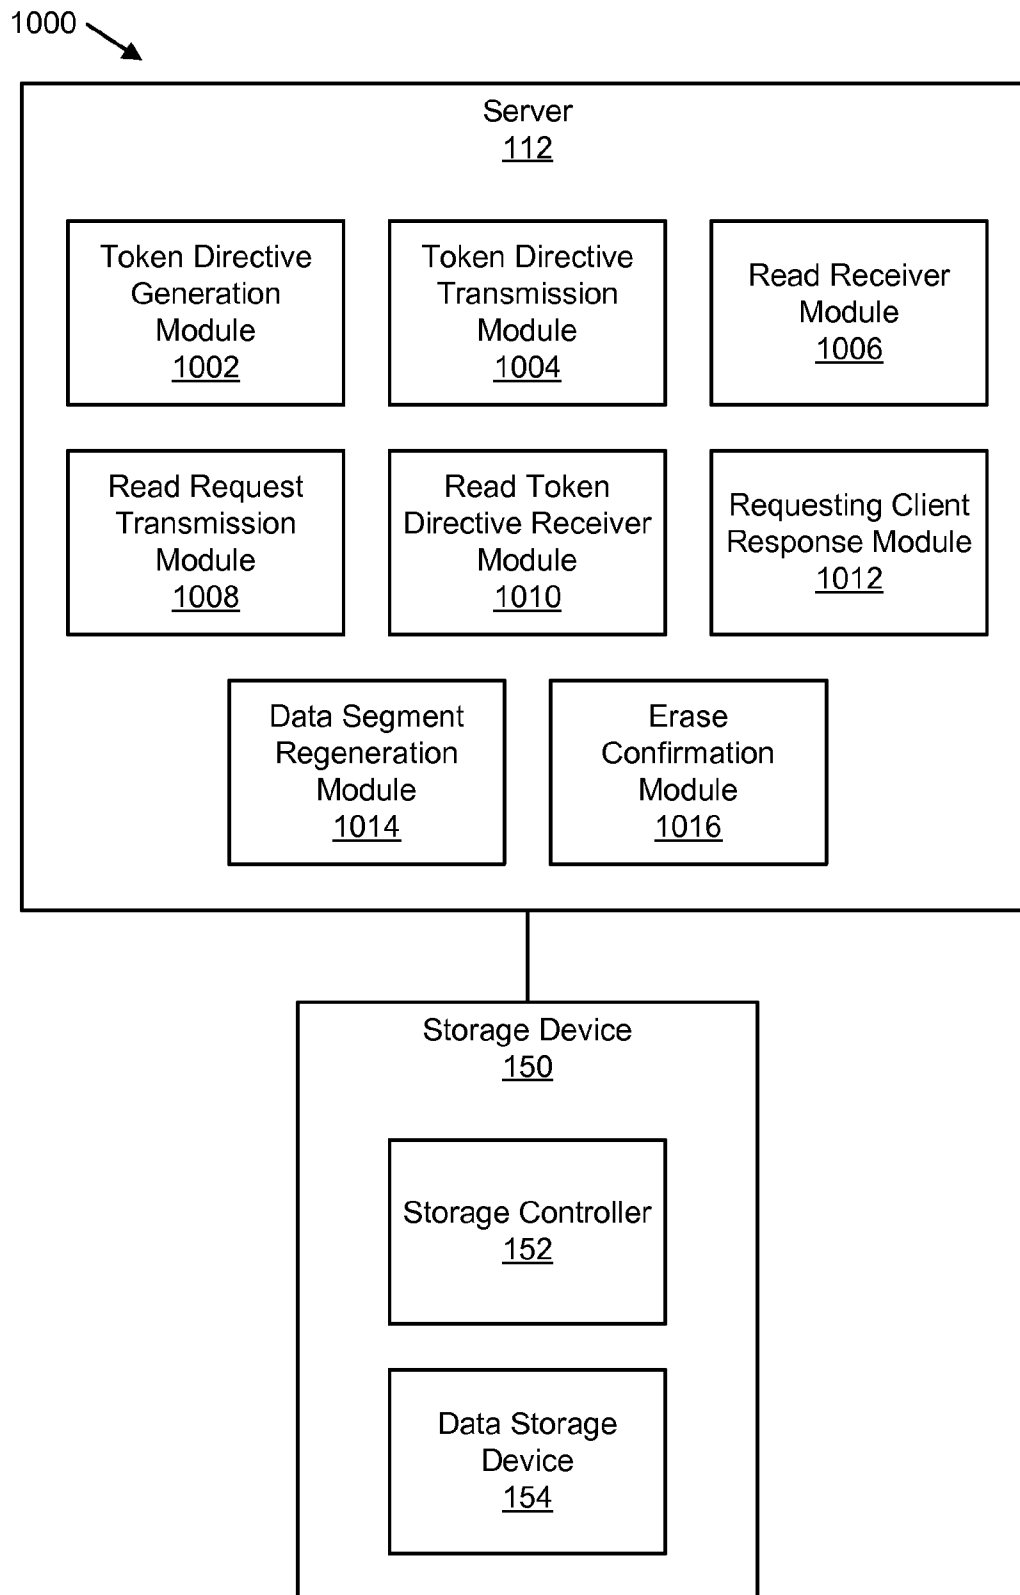 1000
Server
112
Token Directive
Generation
Module
1002
Token Directive
Transmission
Module
1004
Read Receiver
Module
1006
Read Request
Transmission
Module
1008
Read Token
Directive Receiver
Module
1010
Requesting Client
Response Module
1012
Data Segment
Regeneration
Module
1014
Erase
Confirmation
Module
1016
Storage Device
150
Storage Controller
152
Data Storage
Device
154